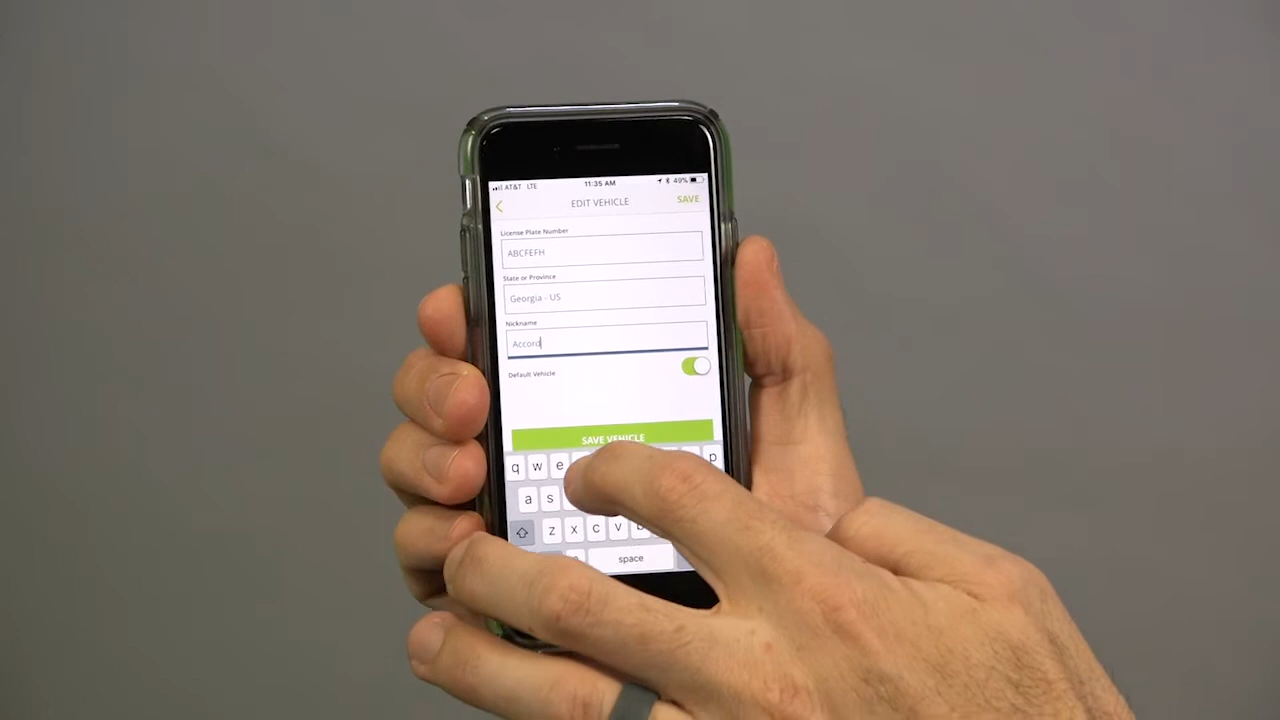 AT&T LTE 11:35 AM 49%
EDIT VEHICLE SAVE
License Plate Number
ABCFEFH
State or Province
Georgia - US
Nickname
Accord
Default Vehicle
SAVE VEHICLE
q w e p
a s
z x c v b
space